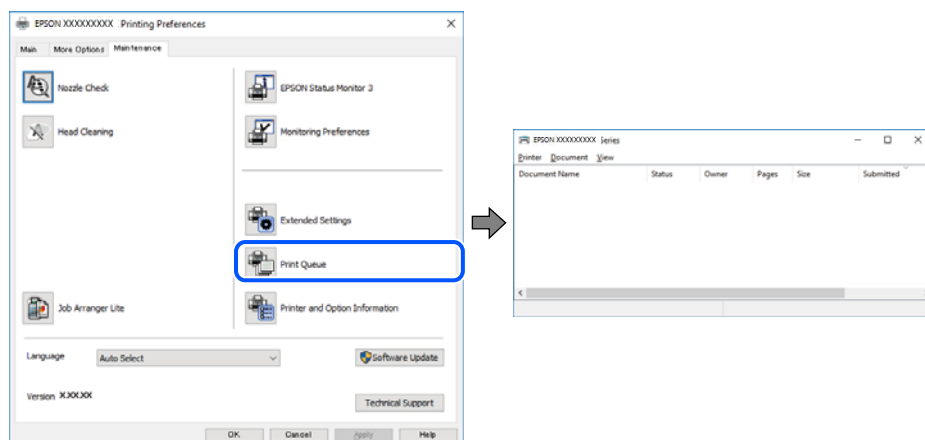 EPSON XXXXXXXXX Printing Preferences
Main More Options Maintenance
Nozzle Check
Head Cleaning
Job Arranger Lite
EPSON Status Monitor 3
Monitoring Preferences
Extended Settings
Print Queue
Printer and Option Information
Language Auto Select Software Update
Version X.XX.XX
Technical Support
OK Cancel Apply Help
EPSON XXXXXXXXX Series
Printer Document View
Document Name Status Owner Pages Size Submitted